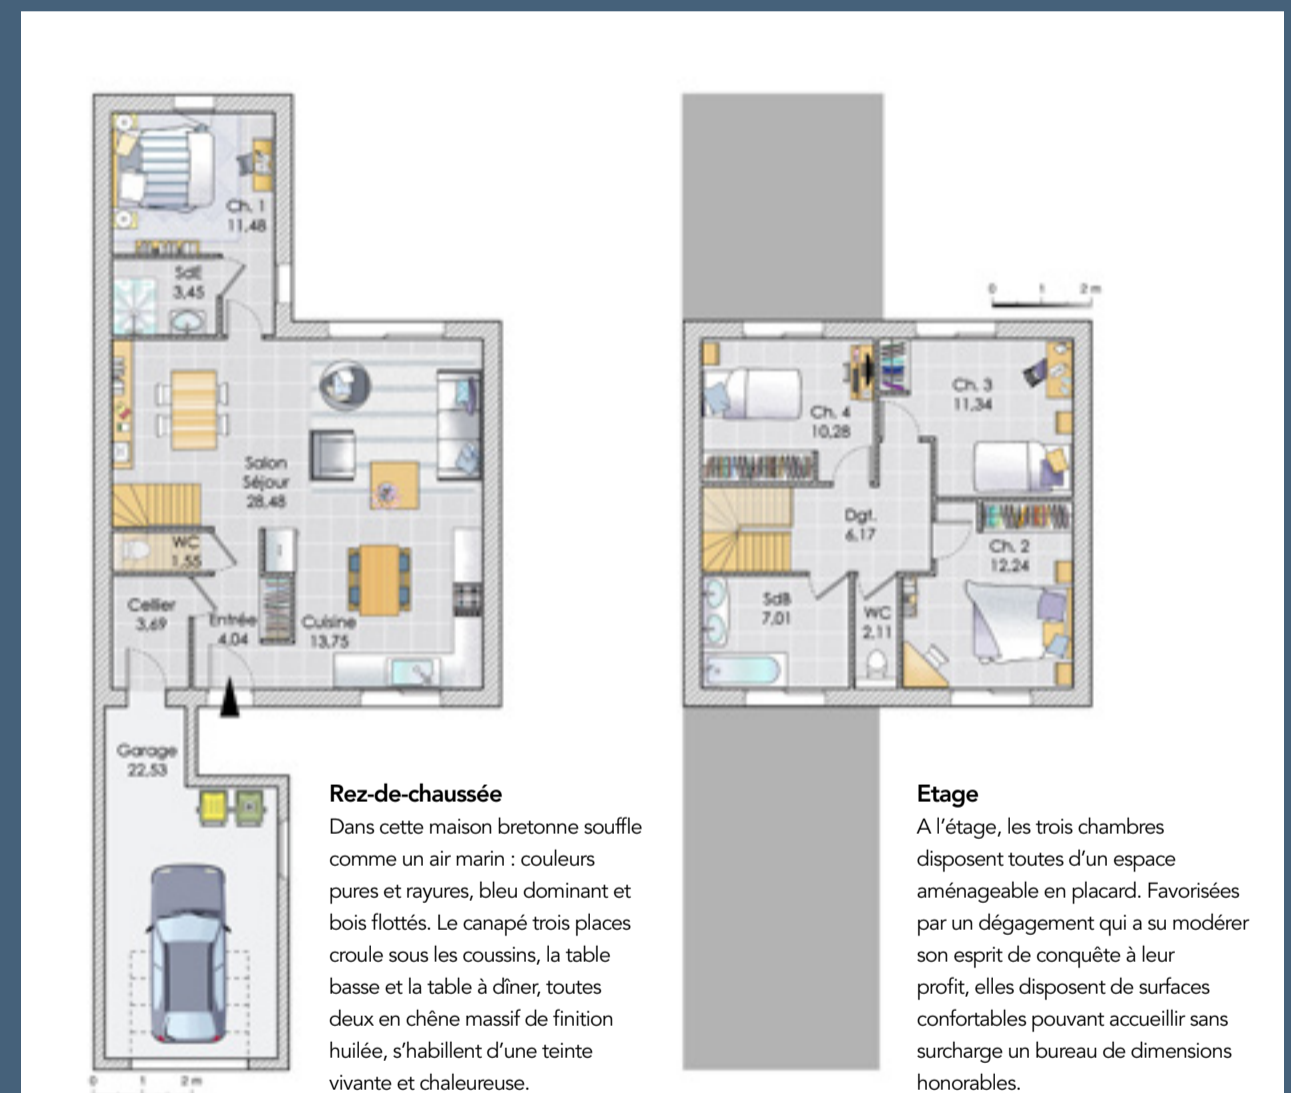 Ch. 1
11,48
SdE
3,45
Salon
Séjour
28,48
WC
1,55
Cellier
3,69
Entrée
4,04
Cuisine
13,75
Garage
22,53
0 1 2 m
0 1 2 m
Ch. 4
10,28
Ch. 3
11,34
Dgt.
6,17
Ch. 2
12,24
SdB
7,01
WC
2,11
Rez-de-chaussée
Dans cette maison bretonne souffle
comme un air marin : couleurs
pures et rayures, bleu dominant et
bois flottés. Le canapé trois places
croule sous les coussins, la table
basse et la table à dîner, toutes
deux en chêne massif de finition
huilée, s’habillent d’une teinte
vivante et chaleureuse.
Etage
A l’étage, les trois chambres
disposent toutes d’un espace
aménageable en placard. Favorisées
par un dégagement qui a su modérer
son esprit de conquête à leur
profit, elles disposent de surfaces
confortables pouvant accueillir sans
surcharge un bureau de dimensions
honorables.